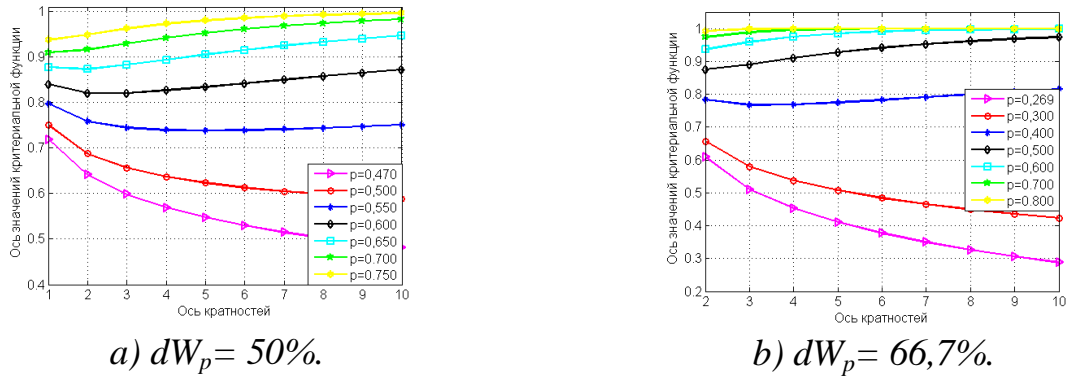 Ось значений критериальной функции
1
0.9
0.8
0.7
0.6
0.5
0.4
p=0,470
p=0,500
p=0,550
p=0,600
p=0,650
p=0.700
p=0.750
1 2 3 4 5 6 7 8 9 10
Ось кратностей
a) dWp= 50%.
Ось значений критериальной функции
1
0.9
0.8
0.7
0.6
0.5
0.4
0.3
0.2
p=0,269
p=0,300
p=0,400
p=0,500
p=0,600
p=0.700
p=0.800
2 3 4 5 6 7 8 9 10
Ось кратностей
b) dWp= 66,7%.